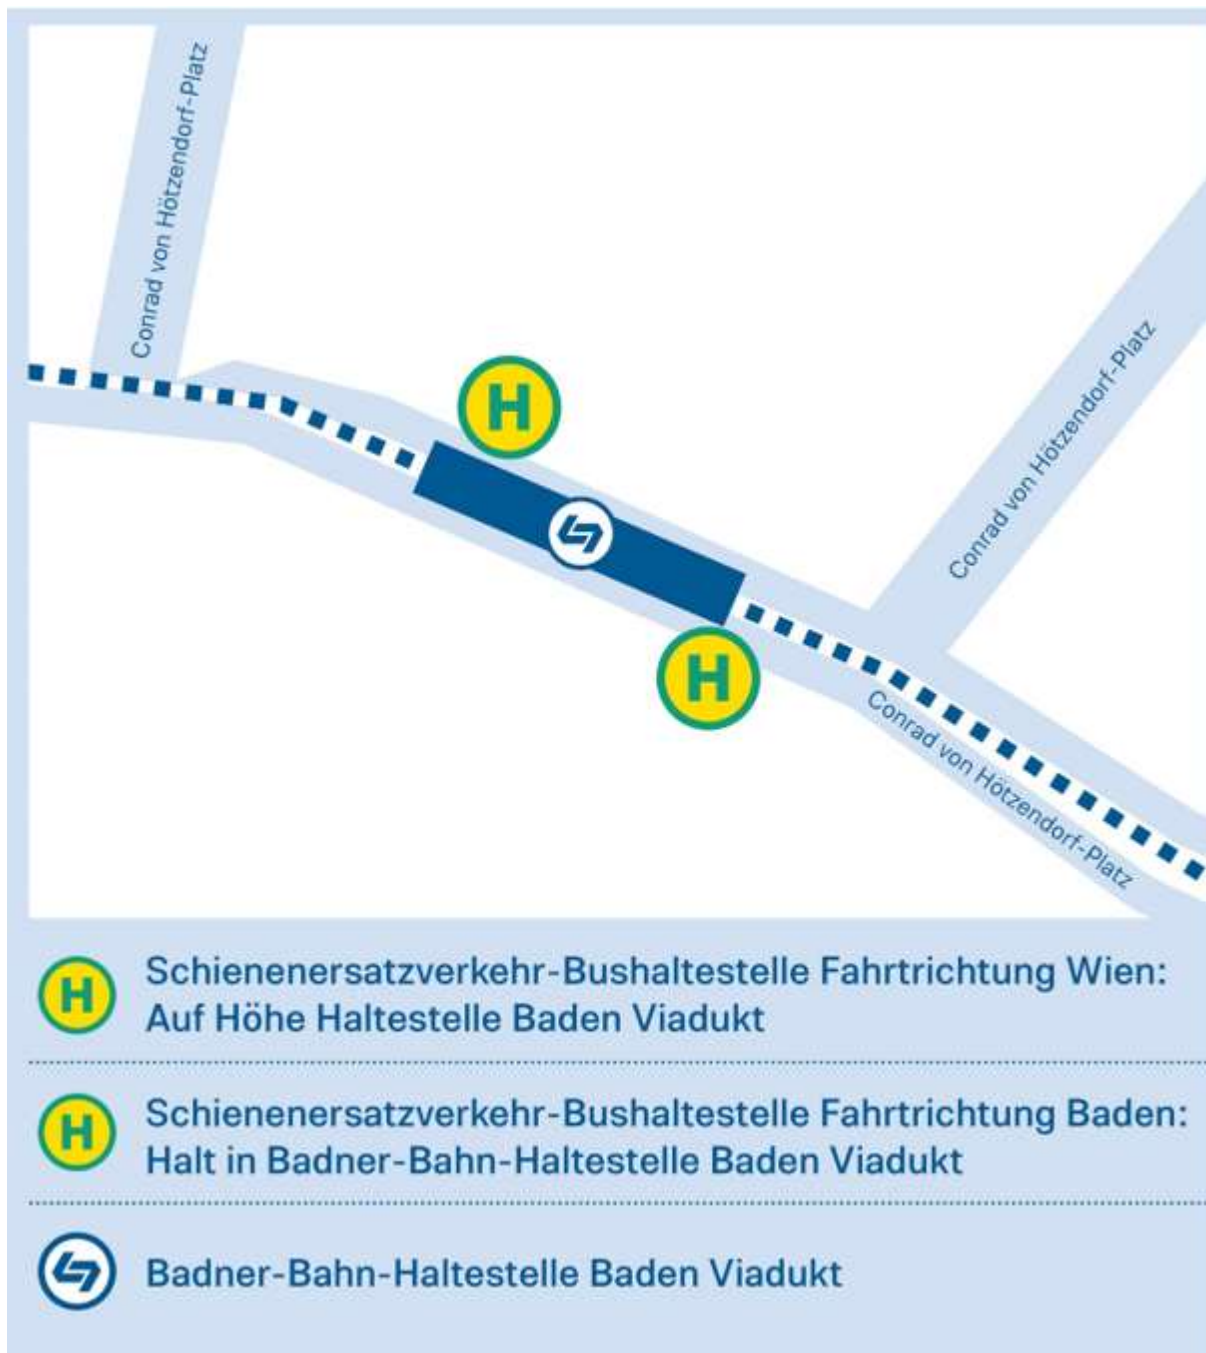 Conrad von Hötzendorf-Platz
H
Conrad von Hötzendorf-Platz
H
Conrad von Hötzendorf-Platz
H
Schienenersatzverkehr-Bushaltestelle Fahrtrichtung Wien:
Auf Höhe Haltestelle Baden Viadukt
H
Schienenersatzverkehr-Bushaltestelle Fahrtrichtung Baden:
Halt in Badner-Bahn-Haltestelle Baden Viadukt
Badner-Bahn-Haltestelle Baden Viadukt